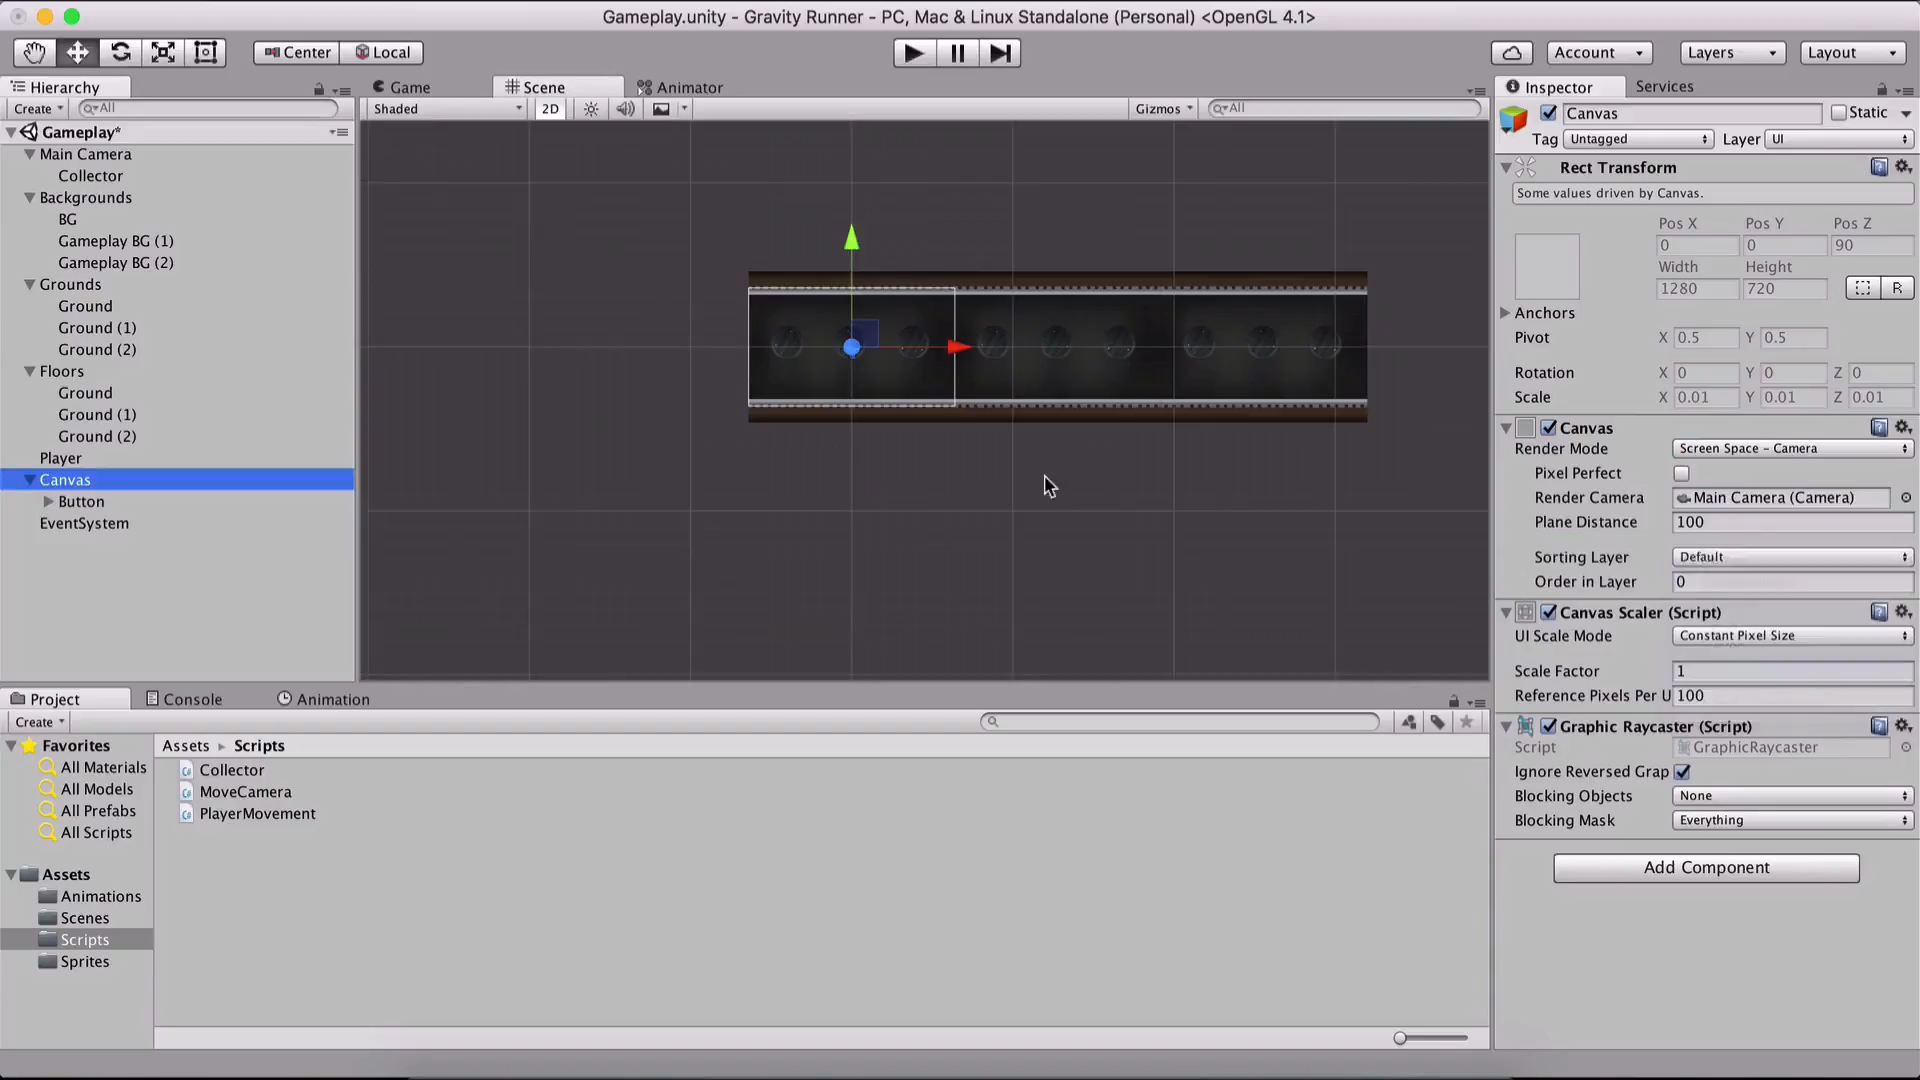 Gameplay.unity - Gravity Runner - PC, Mac & Linux Standalone (Personal) <OpenGL 4.1>
Center Local
Account Layers Layout
Hierarchy
Create All
Gameplay*
Main Camera
Collector
Backgrounds
BG
Gameplay BG (1)
Gameplay BG (2)
Grounds
Ground
Ground (1)
Ground (2)
Floors
Ground
Ground (1)
Ground (2)
Player
Canvas
Button
EventSystem
Game Scene Animator
Shaded 2D Gizmos All
Inspector Services
Canvas Static
Tag Untagged Layer UI
Rect Transform
Some values driven by Canvas.
Pos X Pos Y Pos Z
0 0 90
Width Height
1280 720 R
Anchors
Pivot X 0.5 Y 0.5
Rotation X 0 Y 0 Z 0
Scale X 0.01 Y 0.01 Z 0.01
Canvas
Render Mode Screen Space - Camera
Pixel Perfect
Render Camera Main Camera (Camera)
Plane Distance 100
Sorting Layer Default
Order in Layer 0
Canvas Scaler (Script)
UI Scale Mode Constant Pixel Size
Scale Factor 1
Reference Pixels Per U 100
Graphic Raycaster (Script)
Script GraphicRaycaster
Ignore Reversed Grap
Blocking Objects None
Blocking Mask Everything
Add Component
Project Console Animation
Create
Favorites
All Materials
All Models
All Prefabs
All Scripts
Assets
Animations
Scenes
Scripts
Sprites
Assets Scripts
Collector
MoveCamera
PlayerMovement